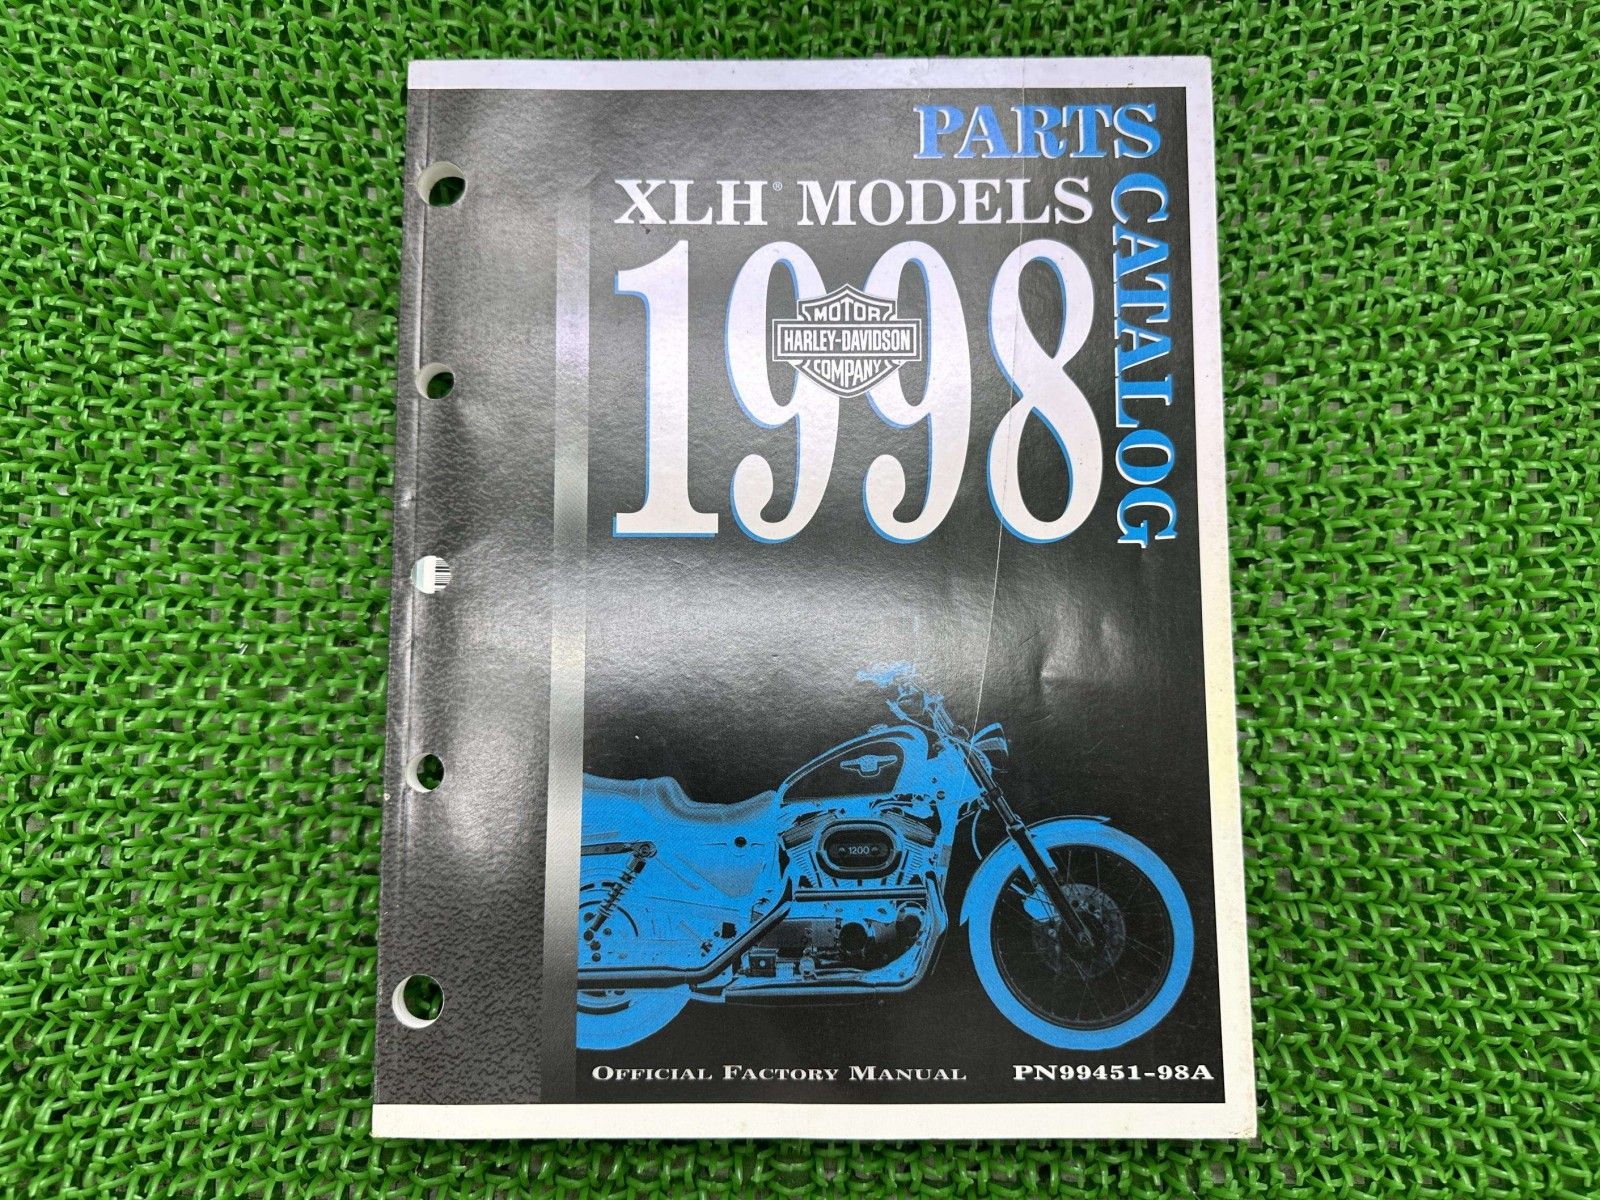 PARTS
CATALOG
XLH® MODELS
1998
MOTOR
HARLEY-DAVIDSON
COMPANY
1200
OFFICIAL FACTORY MANUAL
PN99451-98A